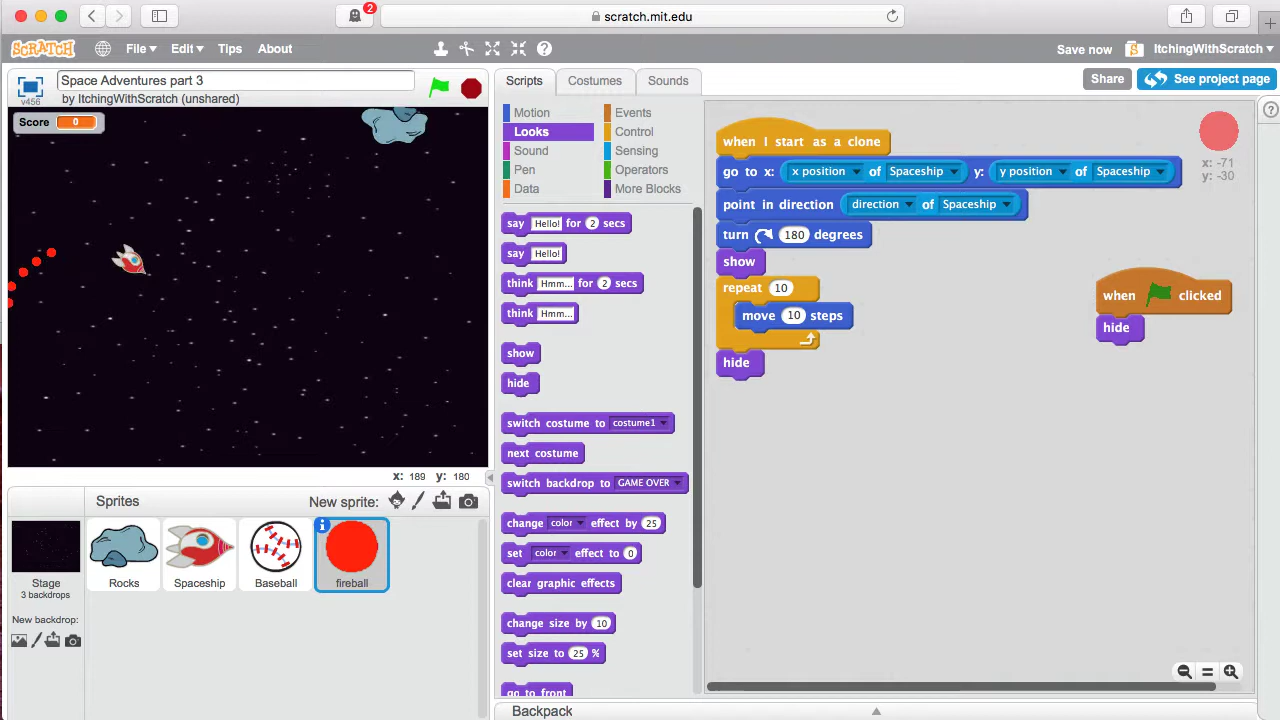 2
scratch.mit.edu
SCRATCH
File Edit Tips About
Save now
ItchingWithScratch
Space Adventures part 3
by ItchingWithScratch (unshared)
v456
Scripts Costumes Sounds
Share
See project page
Score 0
Motion Events
Looks Control
Sound Sensing
Pen Operators
Data More Blocks
say Hello! for 2 secs
say Hello!
think Hmm... for 2 secs
think Hmm...
show
hide
switch costume to costume1
next costume
switch backdrop to GAME OVER
change color effect by 25
set color effect to 0
clear graphic effects
change size by 10
set size to 25 %
go to front
when I start as a clone
go to x: x position of Spaceship y: y position of Spaceship
point in direction direction of Spaceship
turn 180 degrees
show
repeat 10
move 10 steps
hide
when clicked
hide
x: -71
y: -30
x: 189 y: 180
Sprites
New sprite:
Stage
3 backdrops
New backdrop:
Rocks
Spaceship
Baseball
fireball
Backpack